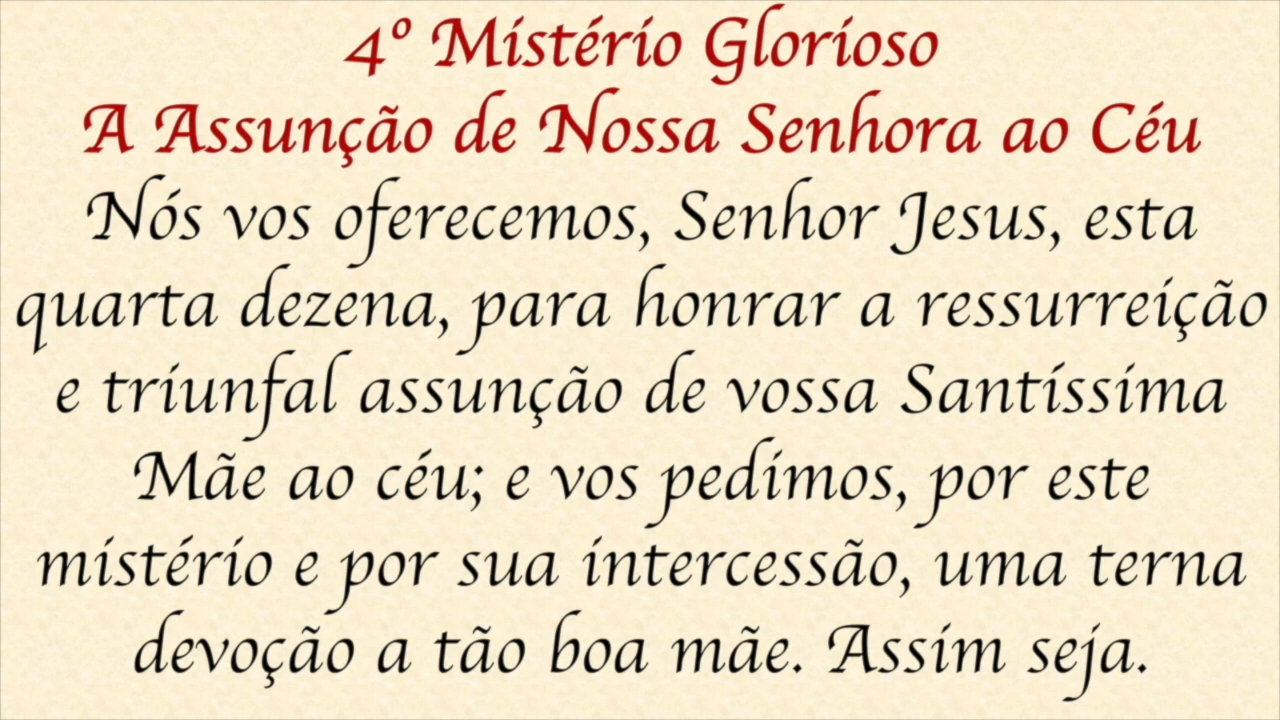 4º Mistério Glorioso
A Assunção de Nossa Senhora ao Céu
Nós vos oferecemos, Senhor Jesus, esta
quarta dezena, para honrar a ressurreição
e triunfal assunção de vossa Santíssima
Mãe ao céu; e vos pedimos, por este
mistério e por sua intercessão, uma terna
devoção a tão boa mãe. Assim seja.